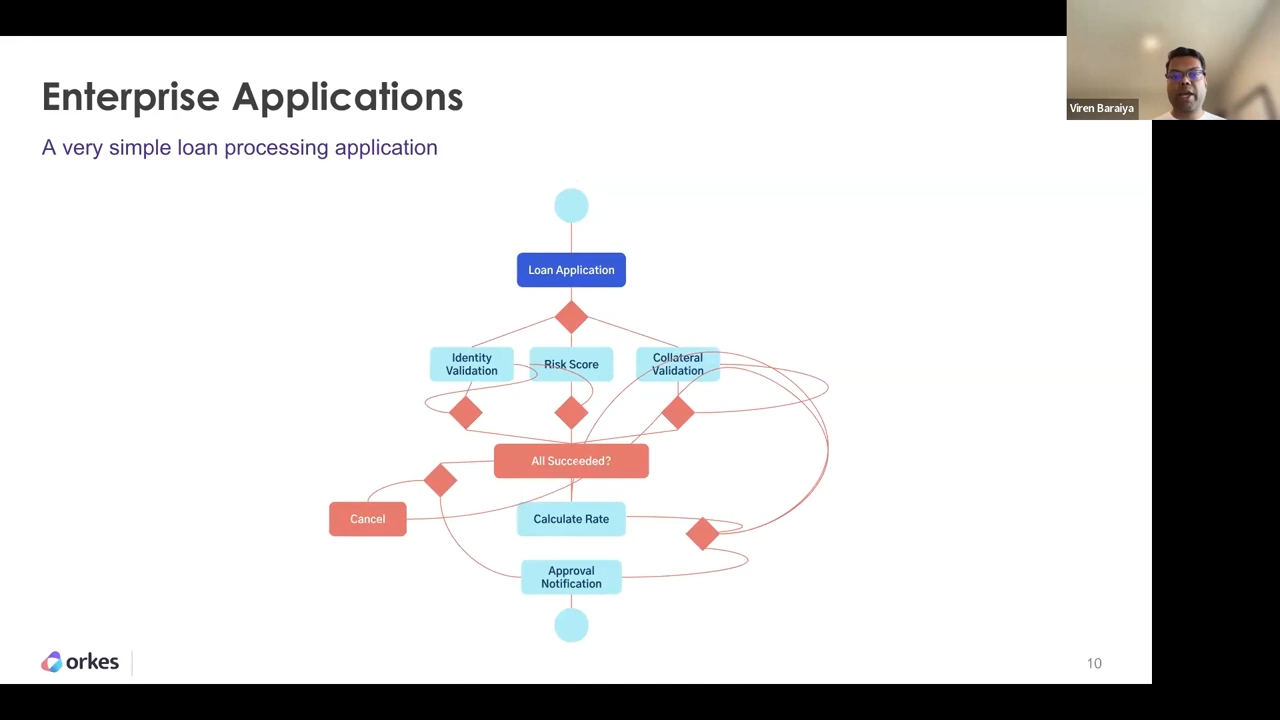 Enterprise Applications
Viren Baraiya
A very simple loan processing application
Loan Application
Identity
Validation
Risk Score
Collateral
Validation
All Succeeded?
Cancel
Calculate Rate
Approval
Notification
orkes
10